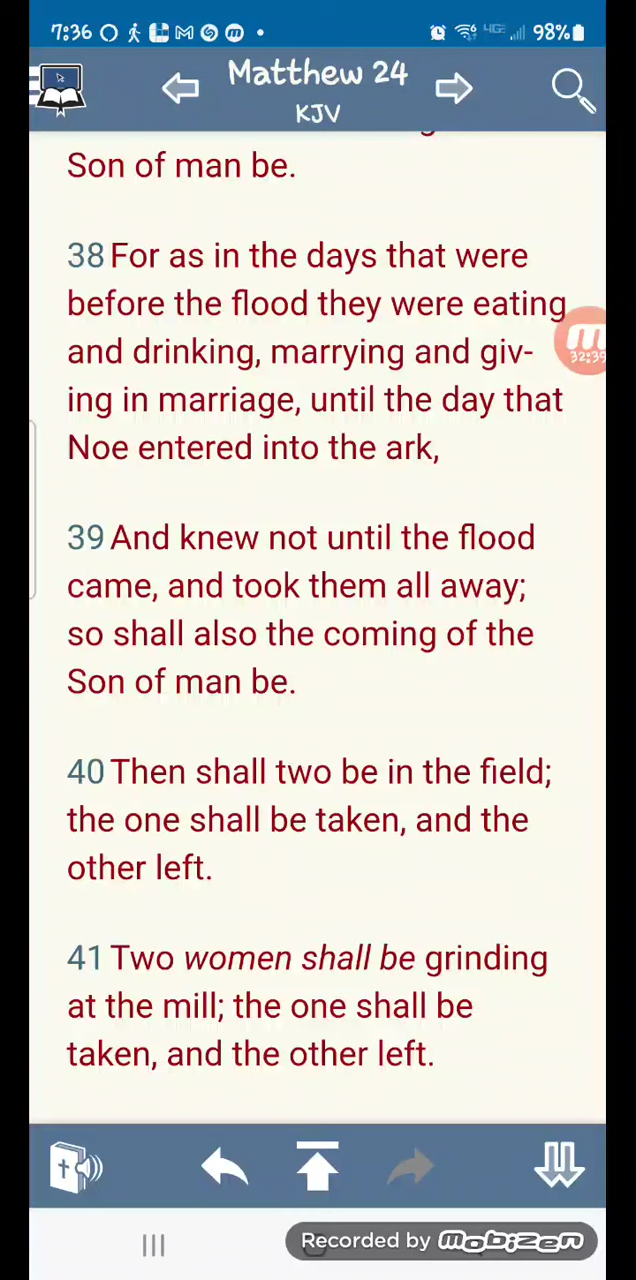 7:36
4GE
98%
Matthew 24
KJV
Son of man be.
38 For as in the days that were
before the flood they were eating
and drinking, marrying and giv-
ing in marriage, until the day that
Noe entered into the ark,
32:39
39 And knew not until the flood
came, and took them all away;
so shall also the coming of the
Son of man be.
40 Then shall two be in the field;
the one shall be taken, and the
other left.
41 Two women shall be grinding
at the mill; the one shall be
taken, and the other left.
Recorded by mobizen